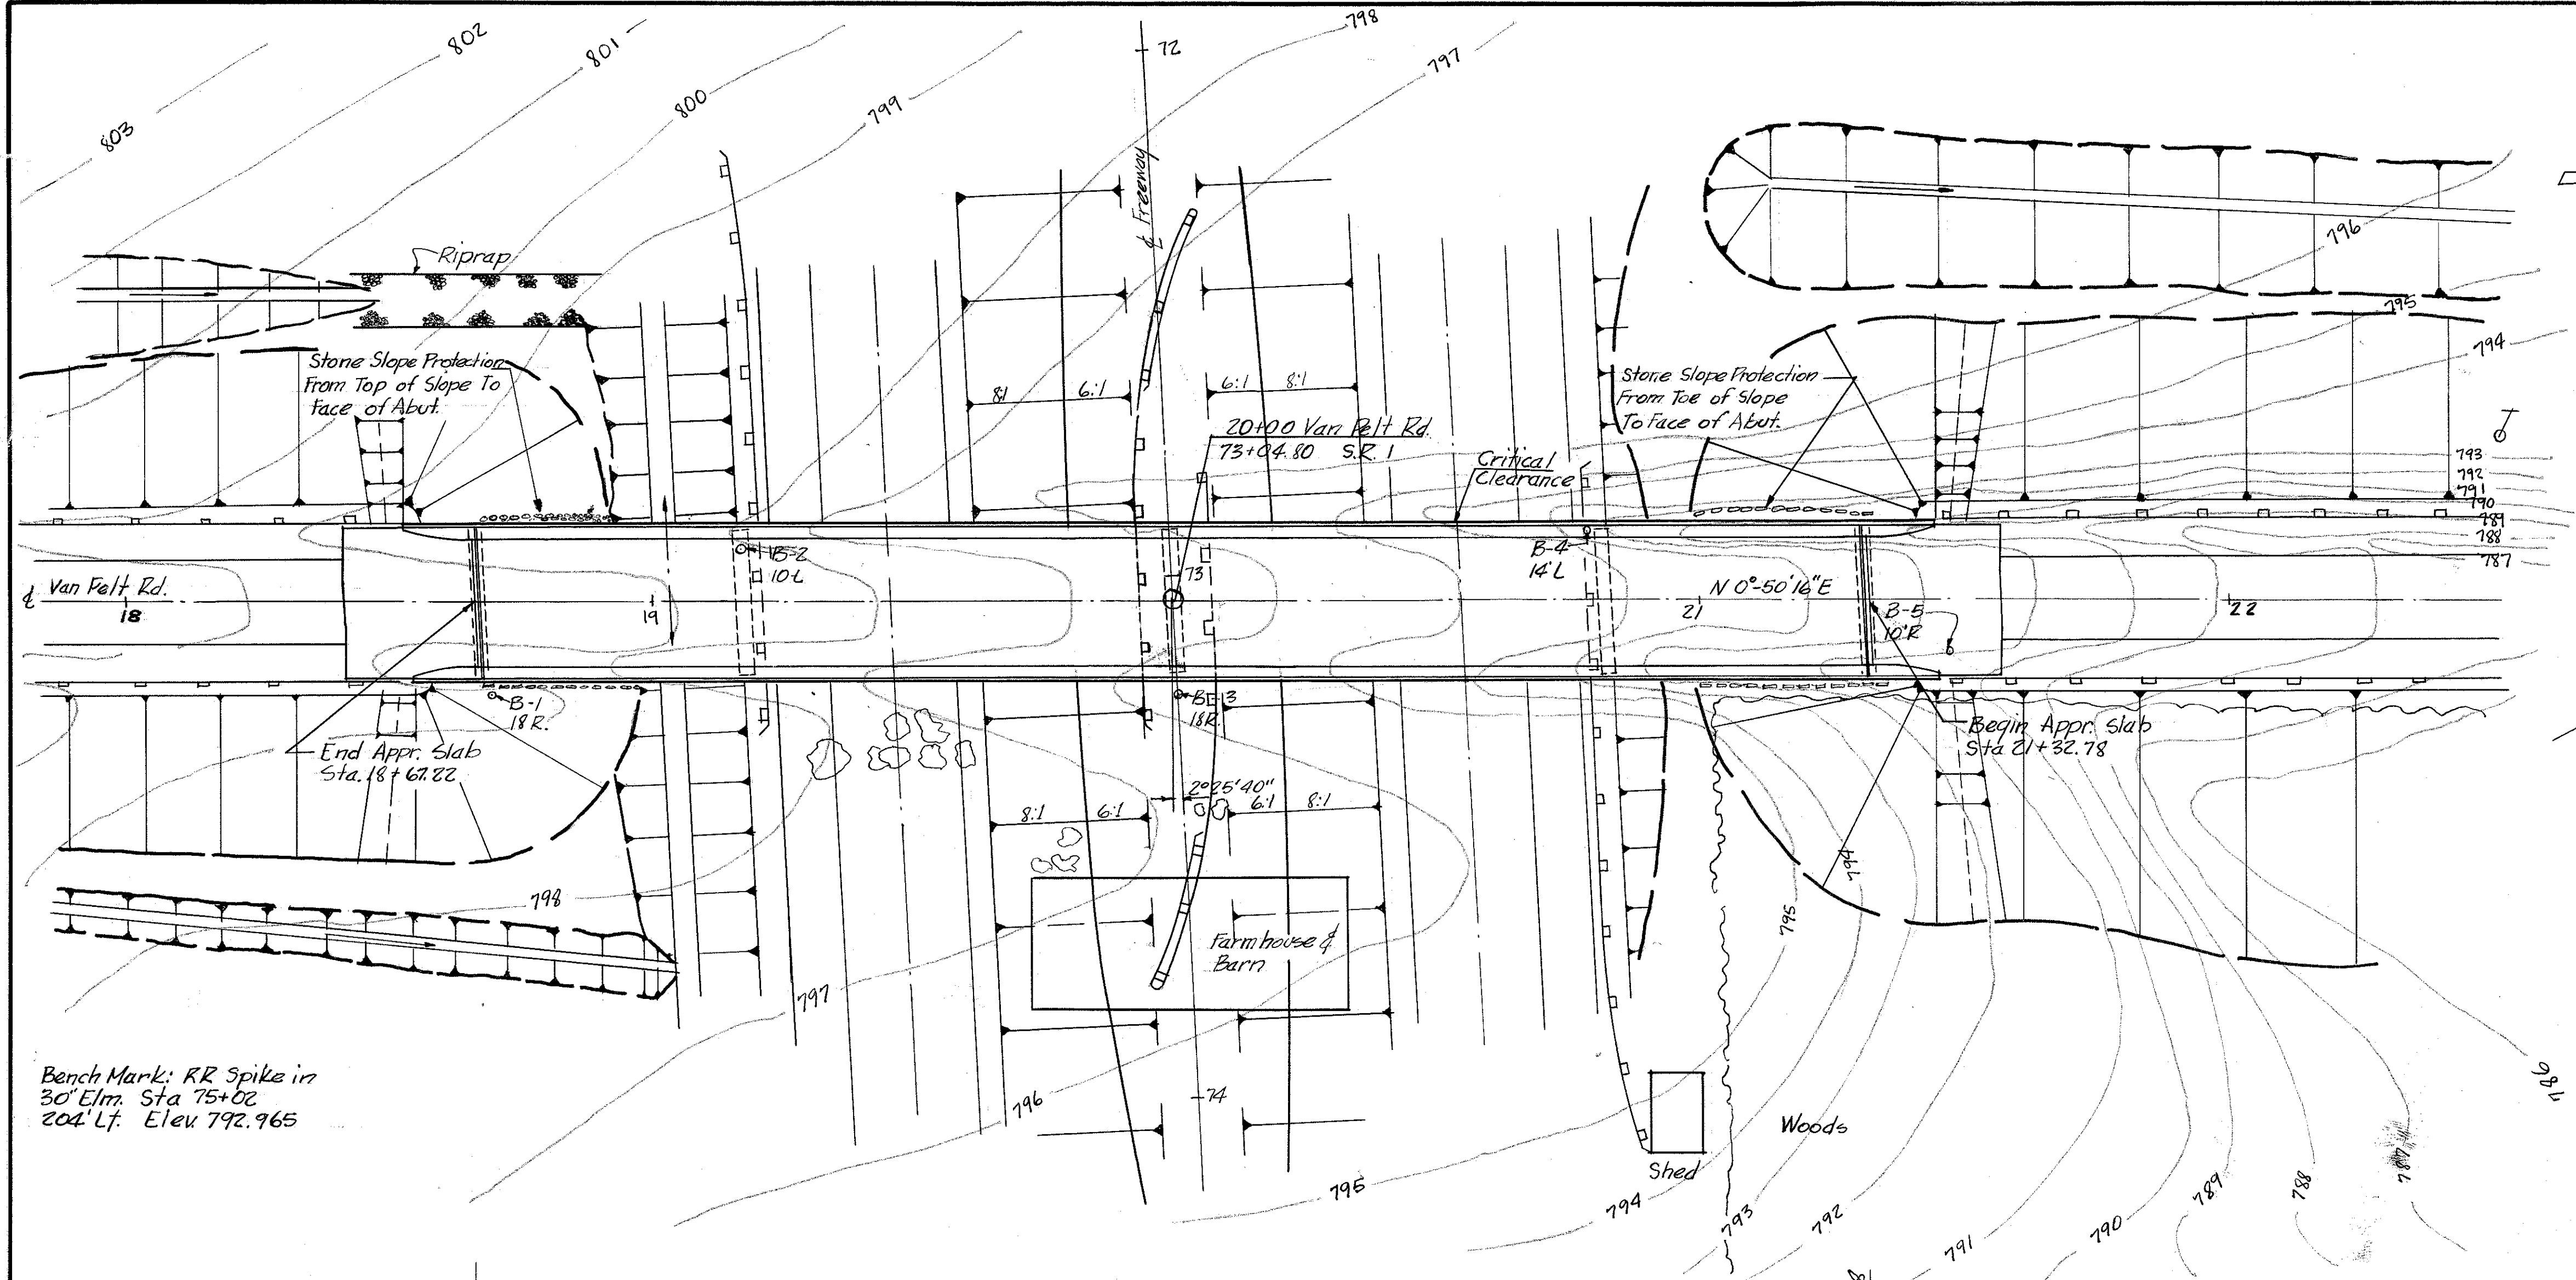 798
72
802
801
797
800
799
803
℄ Freeway
796
Riprap
795
Stone Slope Protection
From Top of Slope To
Face of Abut.
794
8:1 6:1
6:1 8:1
Stone Slope Protection
From Toe of Slope
To Face of Abut.
20+00 Van Pelt Rd.
73+04.80 S.R. 1
Critical
Clearance
793
792
791
790
789
788
787
B-2
10'L
B-4
14'L
73
℄ Van Pelt Rd.
18
19
21
N 0°-50'16"E
B-5
10'R
22
B-1
18'R.
B-3
18'R.
End Appr. Slab
Sta. 18+67.22
Begin Appr. Slab
Sta 21+32.78
2°25'40"
8:1 6:1
6:1 8:1
794
798
795
Farmhouse &
Barn
797
Bench Mark: RR Spike in
30" Elm. Sta 75+02
204' Lt. Elev. 792.965
796
74
786
Woods
Shed
795
794
793
792
791
790
789
788
787